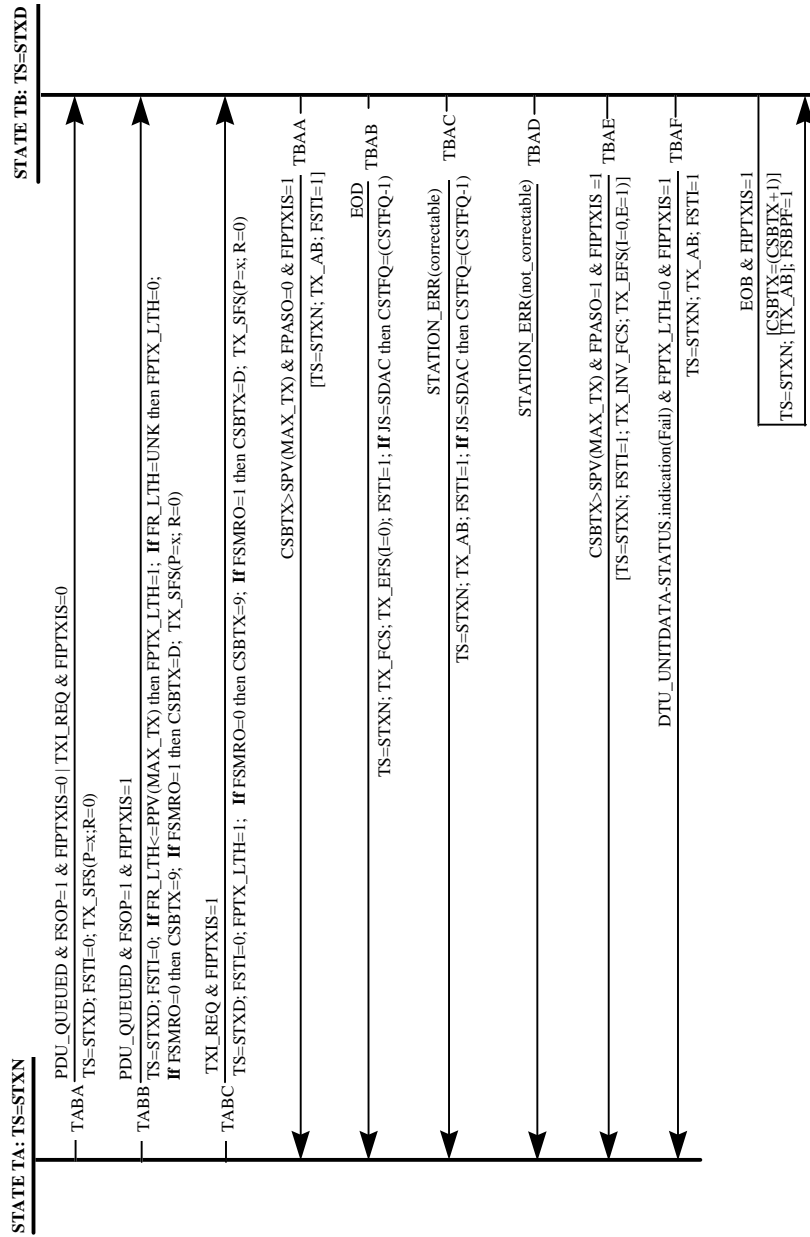 STATE TA: TS=STXN
STATE TB: TS=STXD
TABA
PDU_QUEUED & FSOP=1 & FIPTXIS=0 | TXI_REQ & FIPTXIS=0
TS=STXD; FSTI=0; TX_SFS(P=x;R=0)
TABB
PDU_QUEUED & FSOP=1 & FIPTXIS=1
TS=STXD; FSTI=0; If FR_LTH<=PPV(MAX_TX) then FPTX_LTH=1; If FR_LTH=UNK then FPTX_LTH=0;
If FSMRO=0 then CSBTX=9; If FSMRO=1 then CSBTX=D; TX_SFS(P=x; R=0)
TABC
TXI_REQ & FIPTXIS=1
TS=STXD; FSTI=0; FPTX_LTH=1; If FSMRO=0 then CSBTX=9; If FSMRO=1 then CSBTX=D; TX_SFS(P=x; R=0)
CSBTX>SPV(MAX_TX) & FPASO=0 & FIPTXIS=1
TBAA
[TS=STXN; TX_AB; FSTI=1]
EOD
TBAB
TS=STXN; TX_FCS; TX_EFS(I=0); FSTI=1; If JS=SDAC then CSTFQ=(CSTFQ-1)
STATION_ERR(correctable)
TBAC
TS=STXN; TX_AB; FSTI=1; If JS=SDAC then CSTFQ=(CSTFQ-1)
STATION_ERR(not_correctable)
TBAD
CSBTX>SPV(MAX_TX) & FPASO=1 & FIPTXIS =1
TBAE
[TS=STXN; FSTI=1; TX_INV_FCS; TX_EFS(I=0,E=1)]
DTU_UNITDATA-STATUS.indication(Fail) & FPTX_LTH=0 & FIPTXIS=1
TBAF
TS=STXN; TX_AB; FSTI=1
EOB & FIPTXIS=1
[CSBTX=(CSBTX+1)]
TS=STXN; [TX_AB]; FSBPF=1